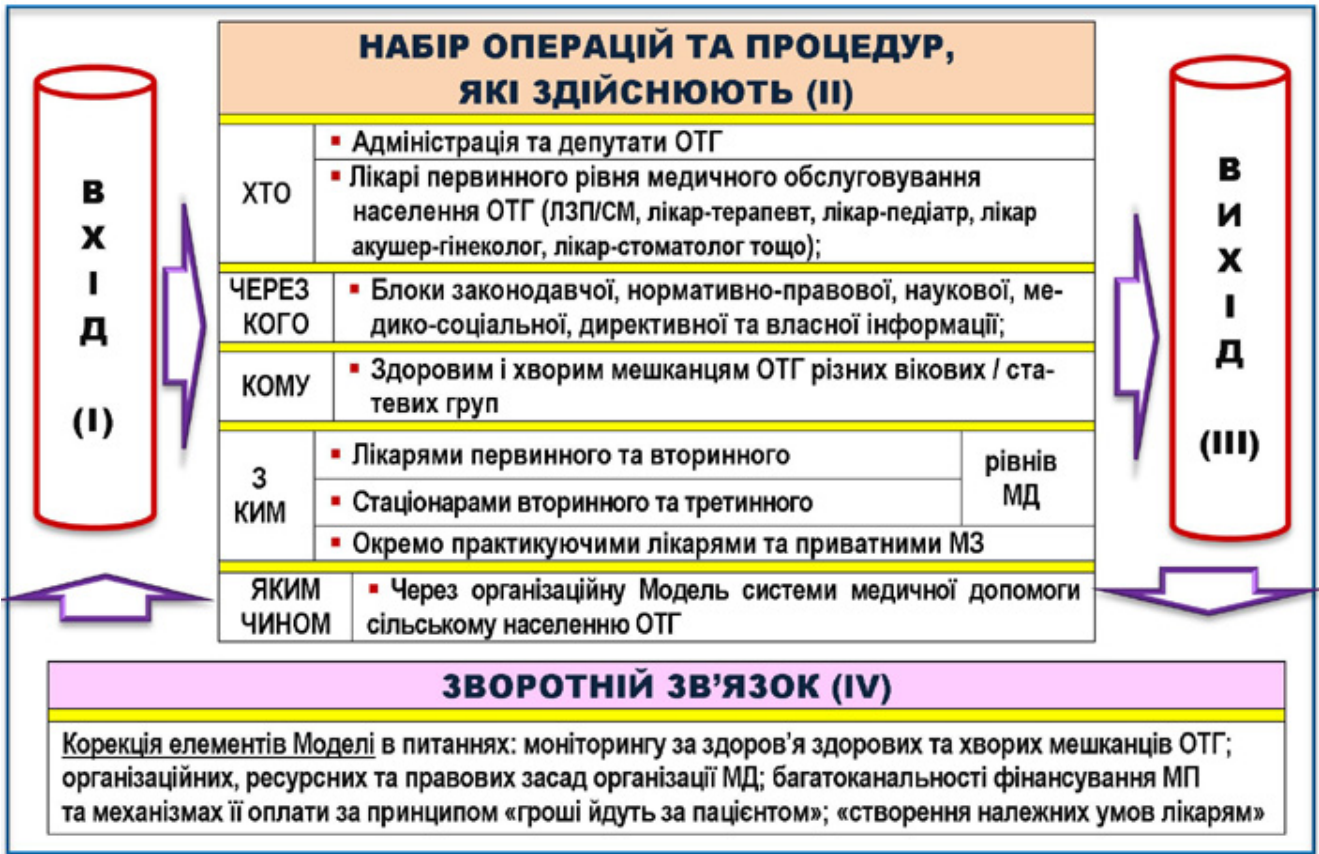 ВХІД (I)
НАБІР ОПЕРАЦІЙ ТА ПРОЦЕДУР,
ЯКІ ЗДІЙСНЮЮТЬ (II)
ХТО
▪ Адміністрація та депутати ОТГ
▪ Лікарі первинного рівня медичного обслуговування
населення ОТГ (ЛЗП/СМ, лікар-терапевт, лікар-педіатр, лікар
акушер-гінеколог, лікар-стоматолог тощо);
ЧЕРЕЗ
КОГО
▪ Блоки законодавчої, нормативно-правової, наукової, ме-
дико-соціальної, директивної та власної інформації;
КОМУ
▪ Здоровим і хворим мешканцям ОТГ різних вікових / ста-
тевих груп
З
КИМ
▪ Лікарями первинного та вторинного
▪ Стаціонарами вторинного та третинного
рівнів
МД
▪ Окремо практикуючими лікарями та приватними МЗ
ЯКИМ
ЧИНОМ
▪ Через організаційну Модель системи медичної допомоги
сільському населенню ОТГ
ВИХІД (III)
ЗВОРОТНІЙ ЗВ’ЯЗОК (IV)
Корекція елементів Моделі в питаннях: моніторингу за здоров’я здорових та хворих мешканців ОТГ;
організаційних, ресурсних та правових засад організації МД; багатоканальності фінансування МП
та механізмах її оплати за принципом «гроші йдуть за пацієнтом»; «створення належних умов лікарям»